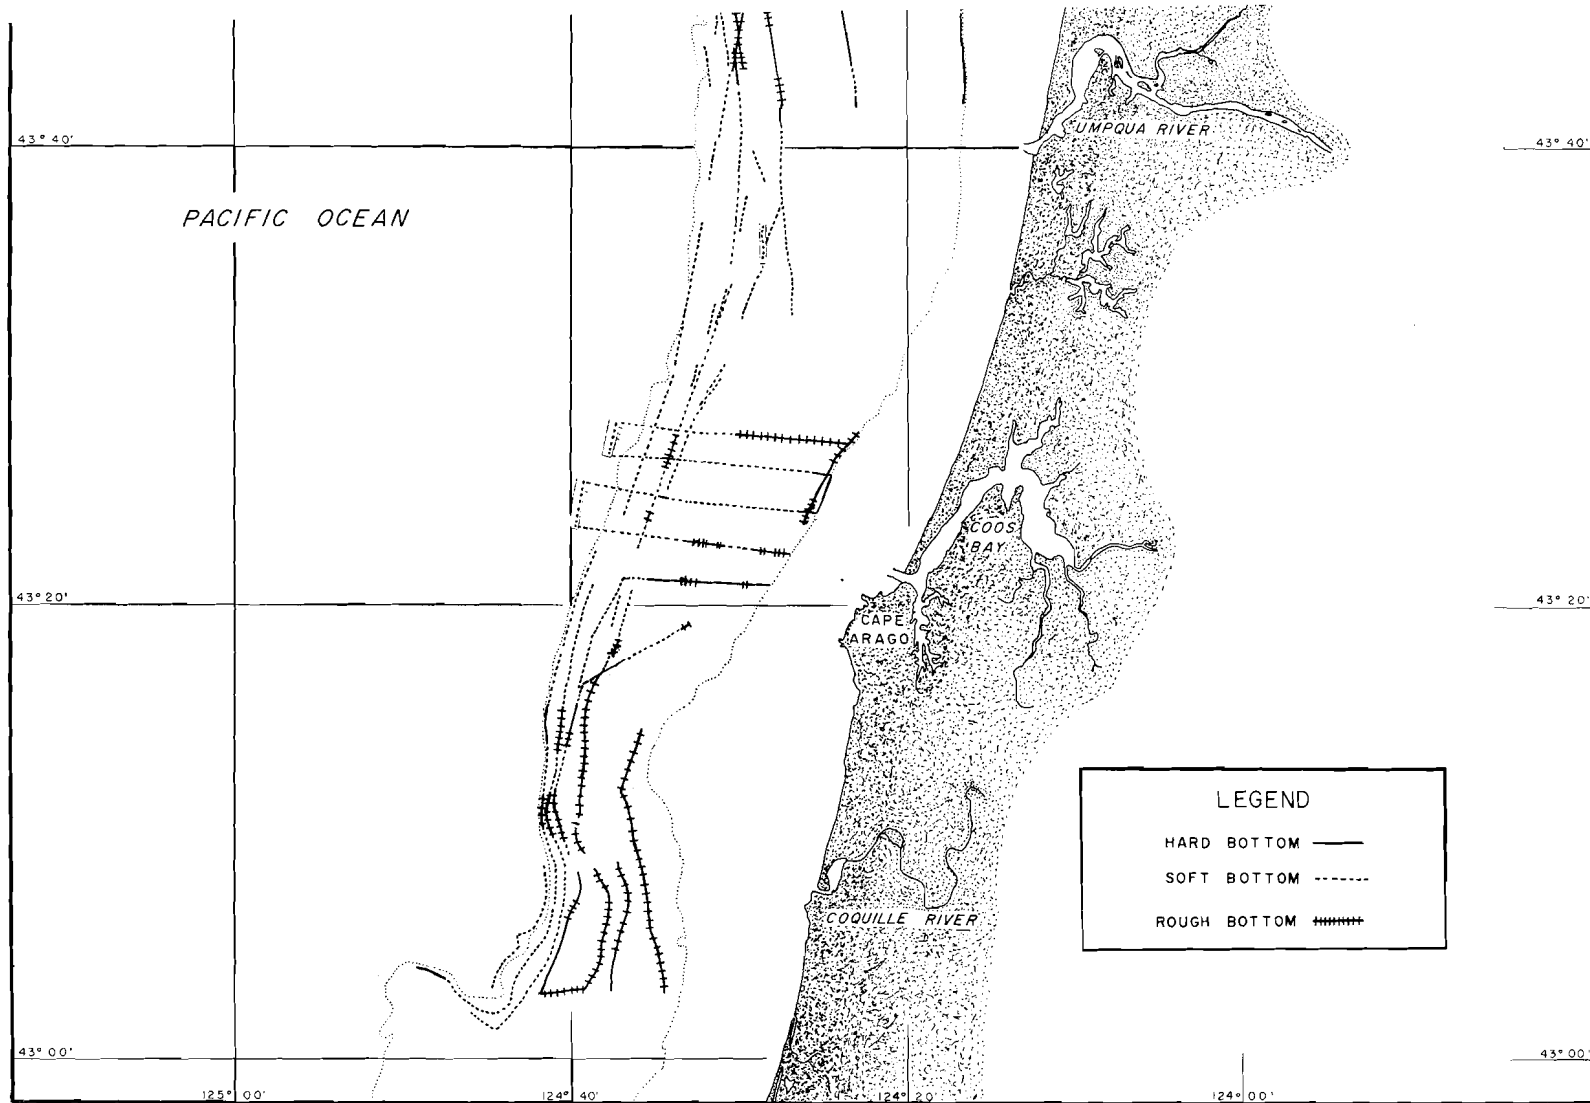 43° 40'
43° 40'
UMPQUA RIVER
PACIFIC OCEAN
COOS
BAY
43° 20'
43° 20'
CAPE
ARAGO
LEGEND
HARD BOTTOM
SOFT BOTTOM
ROUGH BOTTOM
COQUILLE RIVER
43° 00'
43° 00'
125° 00'
124° 40'
124° 20'
124° 00'